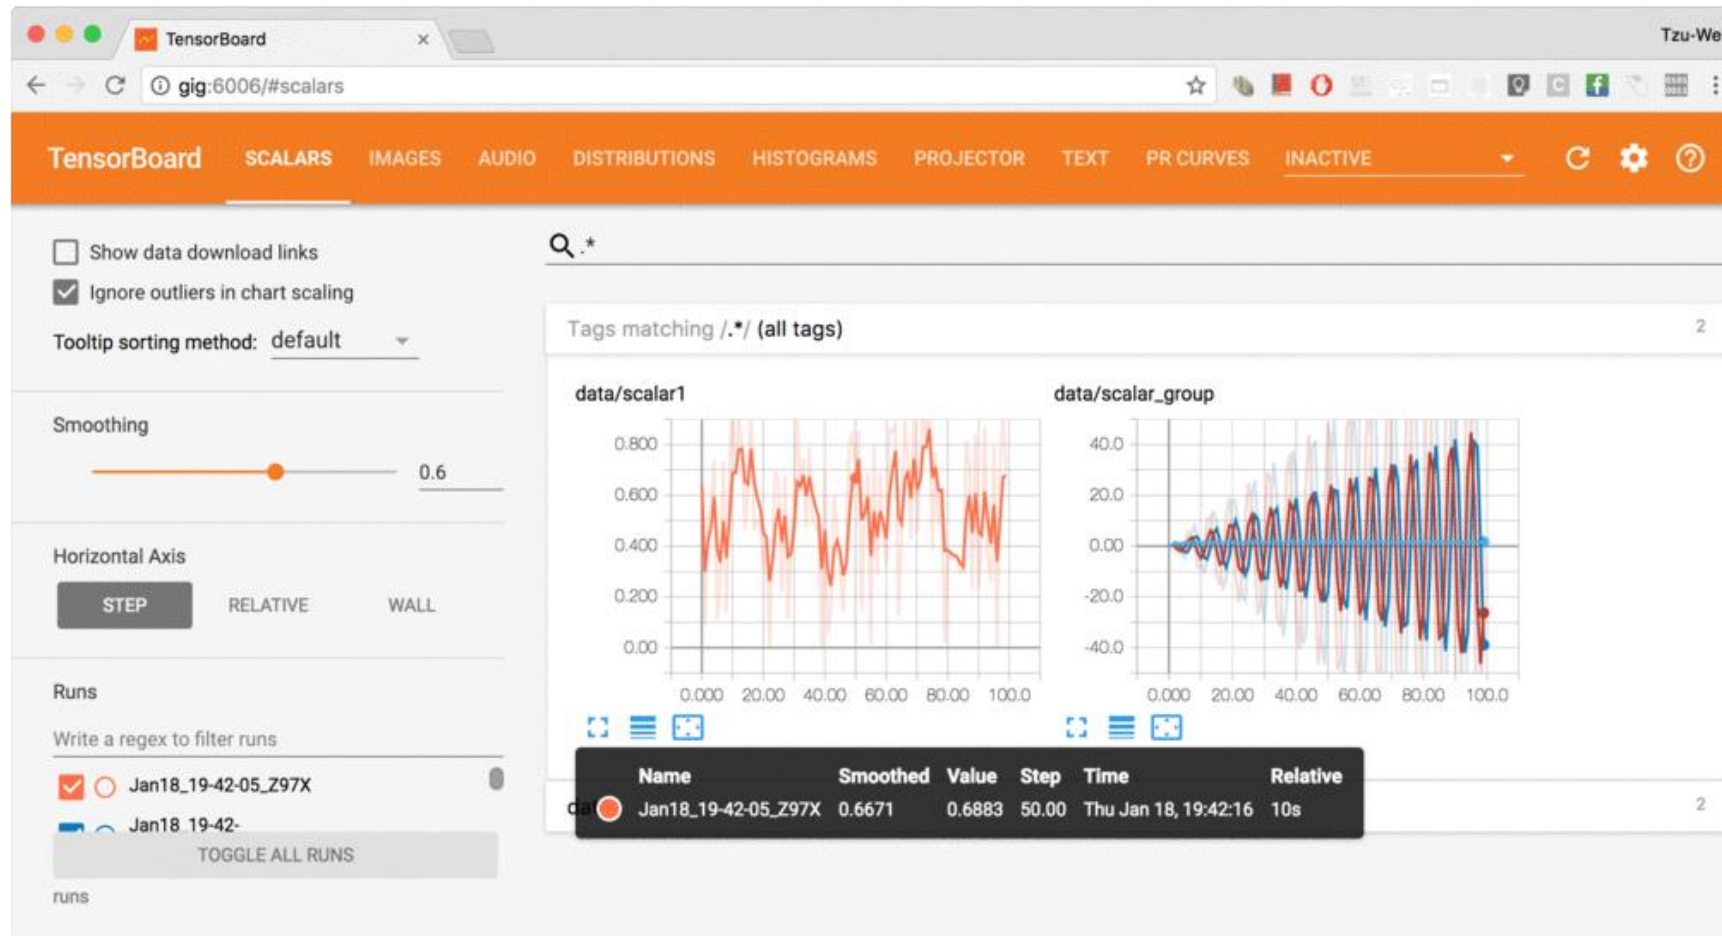 TensorBoard
Tzu-We
gig:6006/#scalars
TensorBoard SCALARS IMAGES AUDIO DISTRIBUTIONS HISTOGRAMS PROJECTOR TEXT PR CURVES INACTIVE
Show data download links
Ignore outliers in chart scaling
Tooltip sorting method: default
Smoothing
0.6
Horizontal Axis
STEP RELATIVE WALL
Runs
Write a regex to filter runs
Jan18_19-42-05_Z97X
Jan18_19-42-
TOGGLE ALL RUNS
runs
.*
Tags matching /.*/ (all tags) 2
data/scalar1
0.800
0.600
0.400
0.200
0.00
0.000 20.00 40.00 60.00 80.00 100.0
data/scalar_group
40.0
20.0
0.00
-20.0
-40.0
0.000 20.00 40.00 60.00 80.00 100.0
Name Smoothed Value Step Time Relative
Jan18_19-42-05_Z97X 0.6671 0.6883 50.00 Thu Jan 18, 19:42:16 10s
2